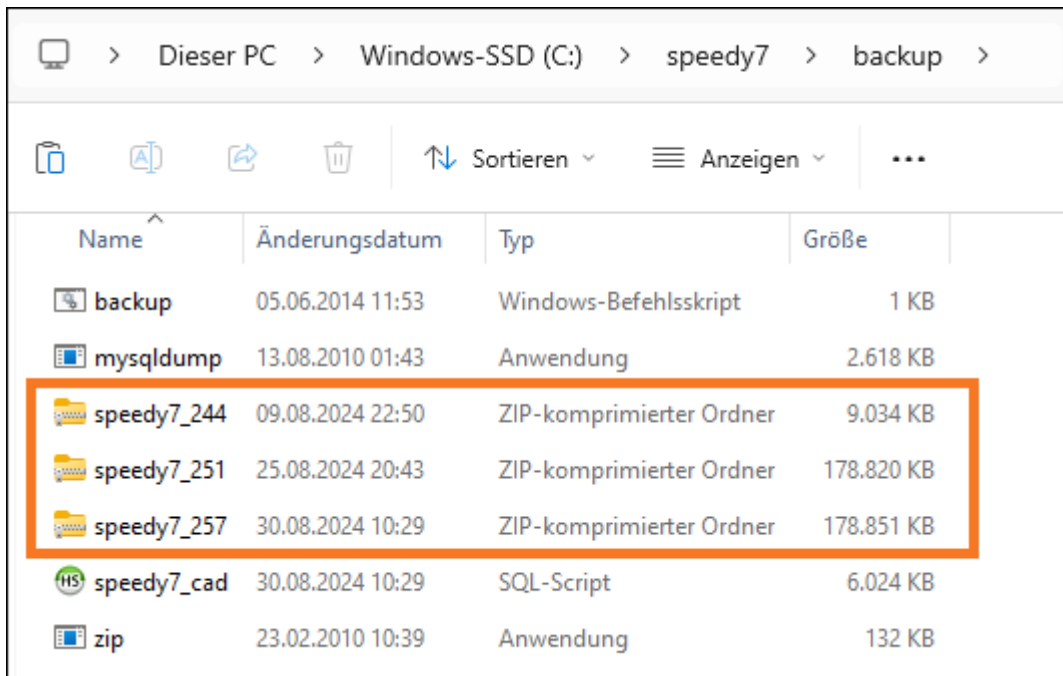 Dieser PC > Windows-SSD (C:) > speedy7 > backup >
Sortieren Anzeigen ...
Name Änderungsdatum Typ Größe
backup 05.06.2014 11:53 Windows-Befehlsskript 1 KB
mysqldump 13.08.2010 01:43 Anwendung 2.618 KB
speedy7_244 09.08.2024 22:50 ZIP-komprimierter Ordner 9.034 KB
speedy7_251 25.08.2024 20:43 ZIP-komprimierter Ordner 178.820 KB
speedy7_257 30.08.2024 10:29 ZIP-komprimierter Ordner 178.851 KB
HS speedy7_cad 30.08.2024 10:29 SQL-Script 6.024 KB
zip 23.02.2010 10:39 Anwendung 132 KB